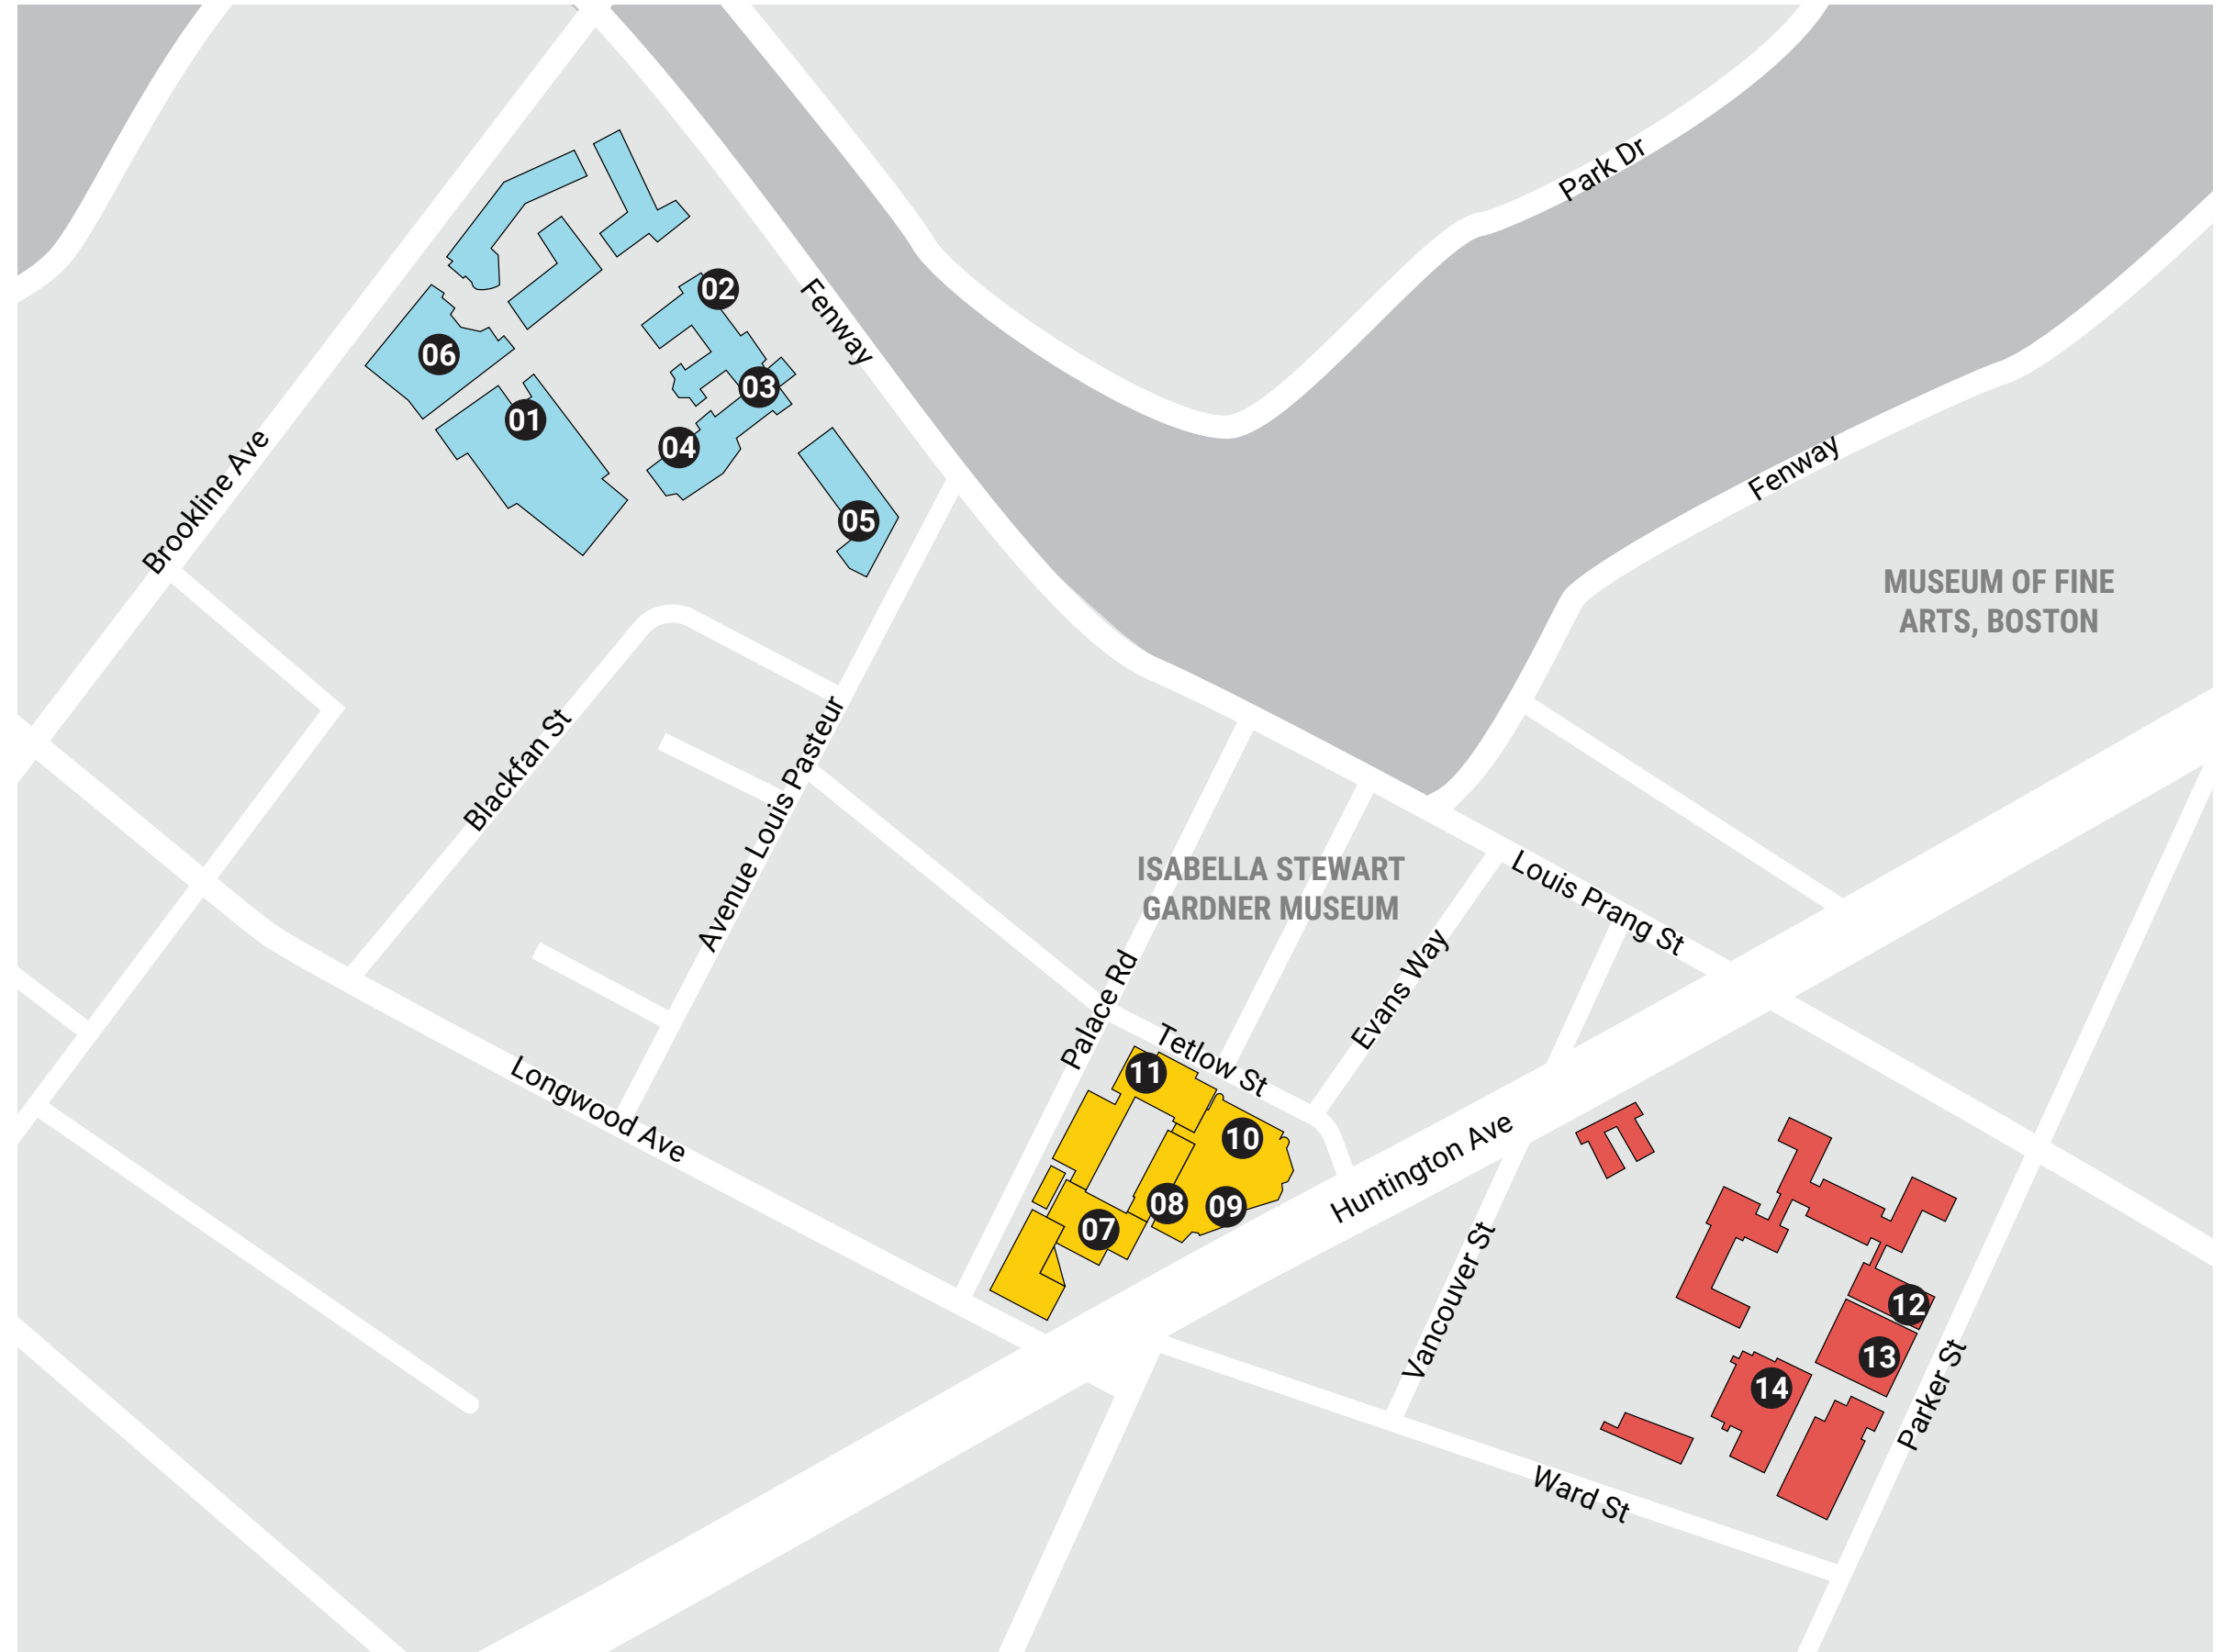 Park Dr
02
Fenway
06
03
01
04
Fenway
Brookline Ave
05
MUSEUM OF FINE
ARTS, BOSTON
Blackfan St
Avenue Louis Pasteur
ISABELLA STEWART
GARDNER MUSEUM
Louis Prang St
Evans Way
Palace Rd
Tetlow St
11
Longwood Ave
10
Huntington Ave
08
09
07
Vancouver St
12
13
14
Parker St
Ward St